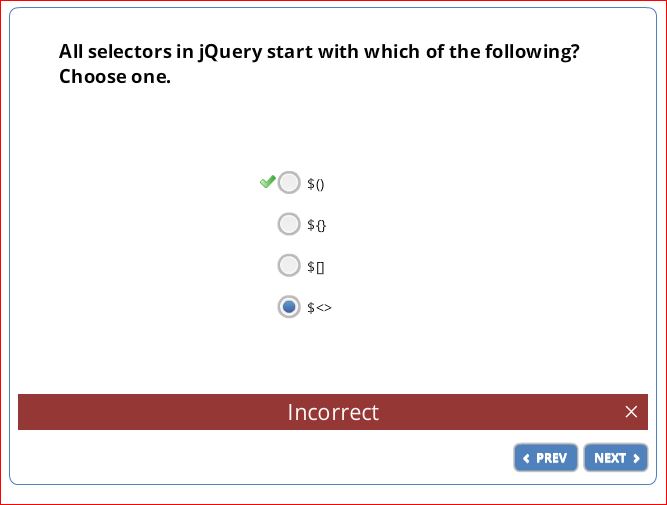 All selectors in jQuery start with which of the following?
Choose one.
$()
${}
$[]
$<>
Incorrect
PREV
NEXT